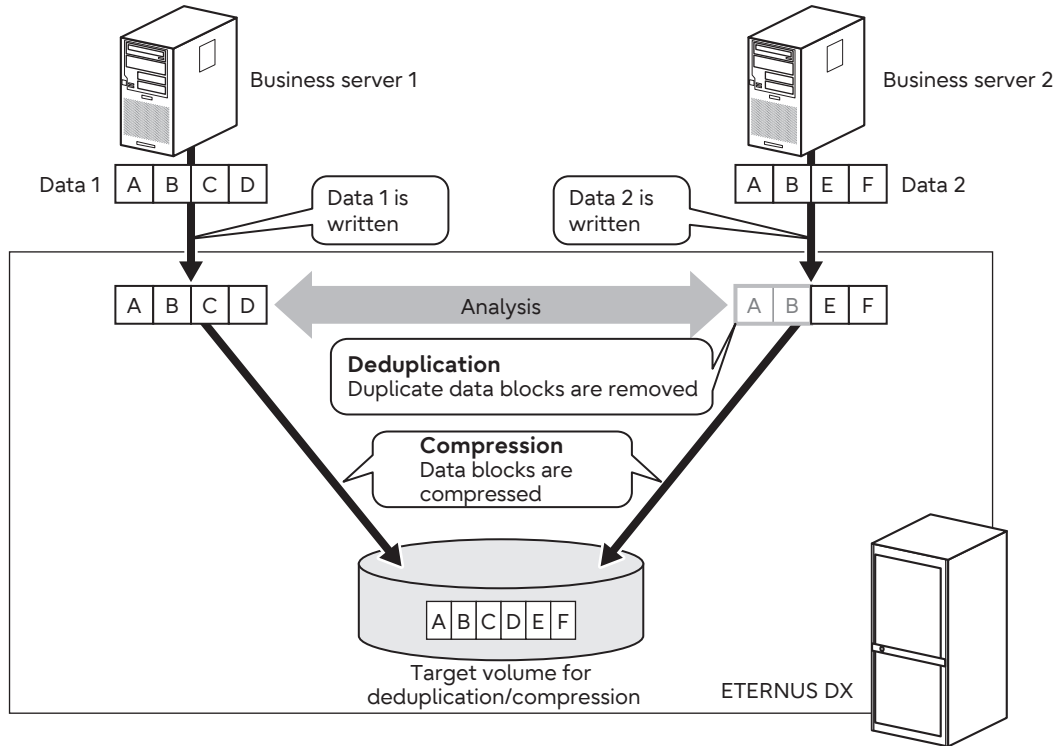 Business server 1
Business server 2
Data 1 A B C D
A B E F Data 2
Data 1 is
written
Data 2 is
written
A B C D
Analysis
A B E F
Deduplication
Duplicate data blocks are removed
Compression
Data blocks are
compressed
A B C D E F
Target volume for
deduplication/compression
ETERNUS DX